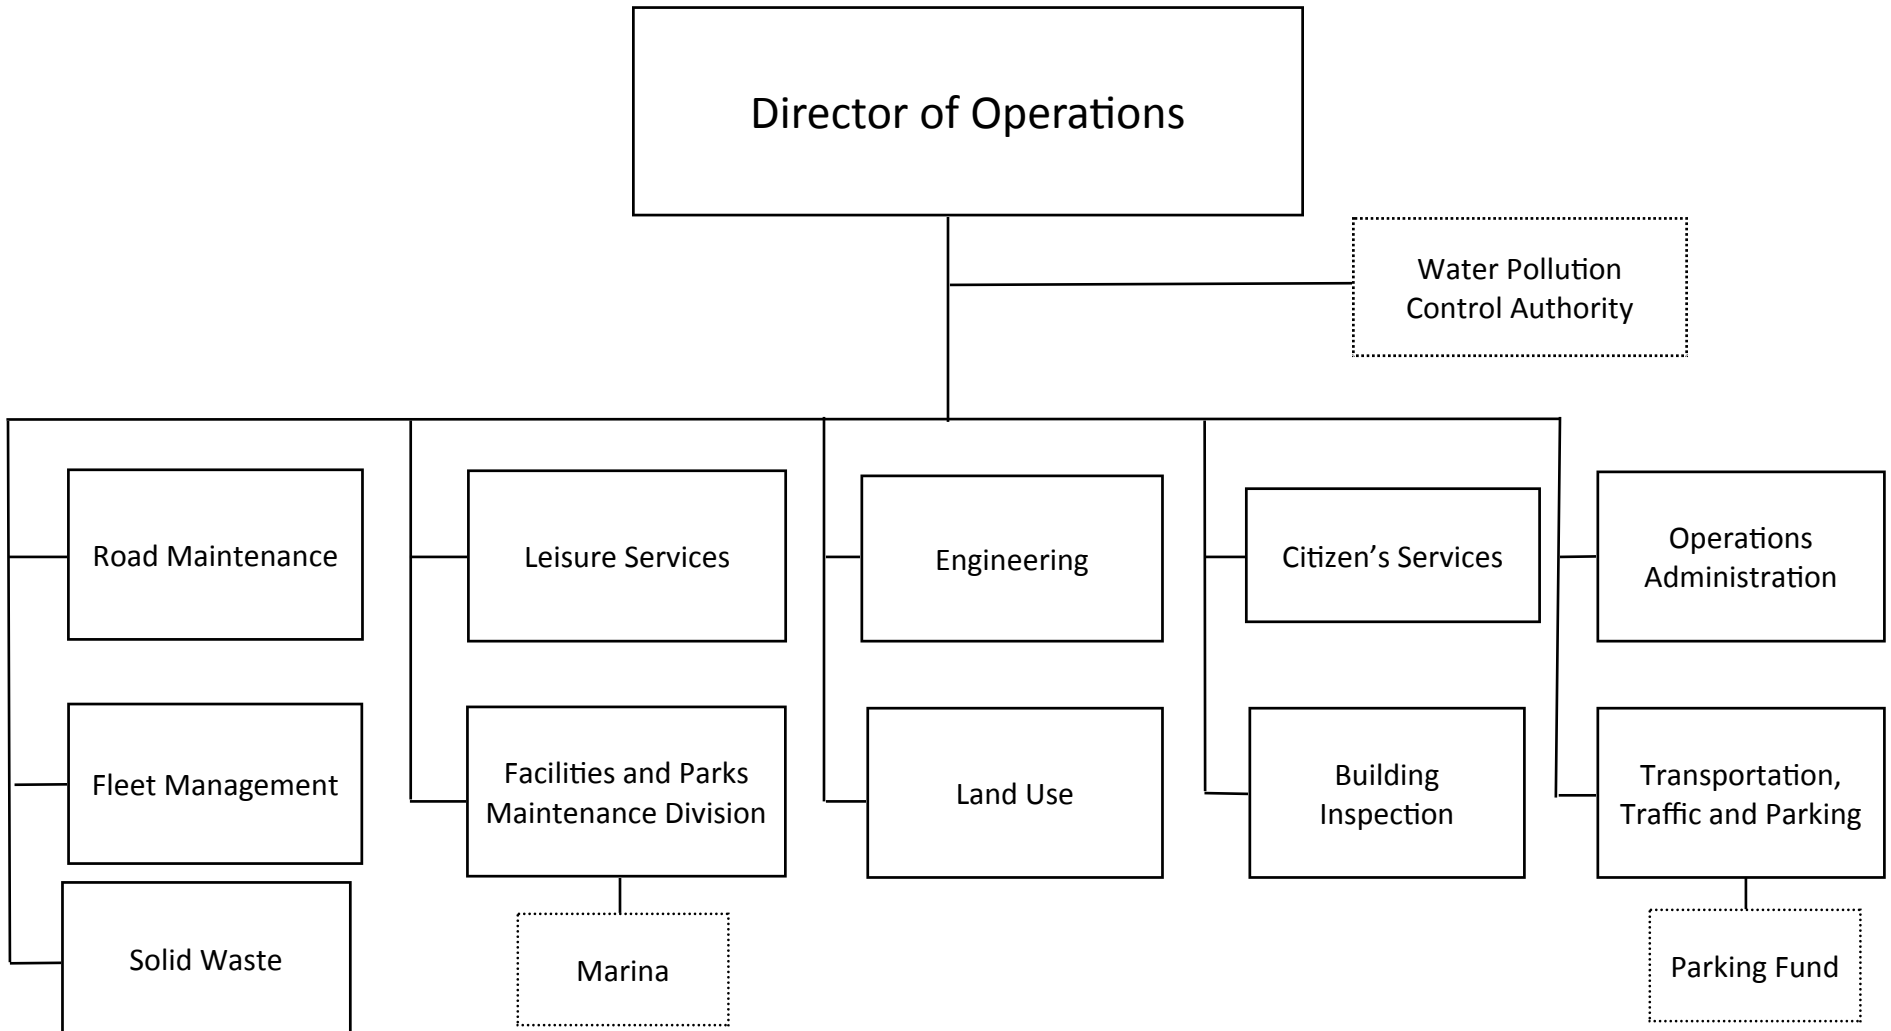 Director of Operations
Water Pollution
Control Authority
Road Maintenance
Leisure Services
Engineering
Citizen’s Services
Operations
Administration
Fleet Management
Facilities and Parks
Maintenance Division
Land Use
Building
Inspection
Transportation,
Traffic and Parking
Solid Waste
Marina
Parking Fund